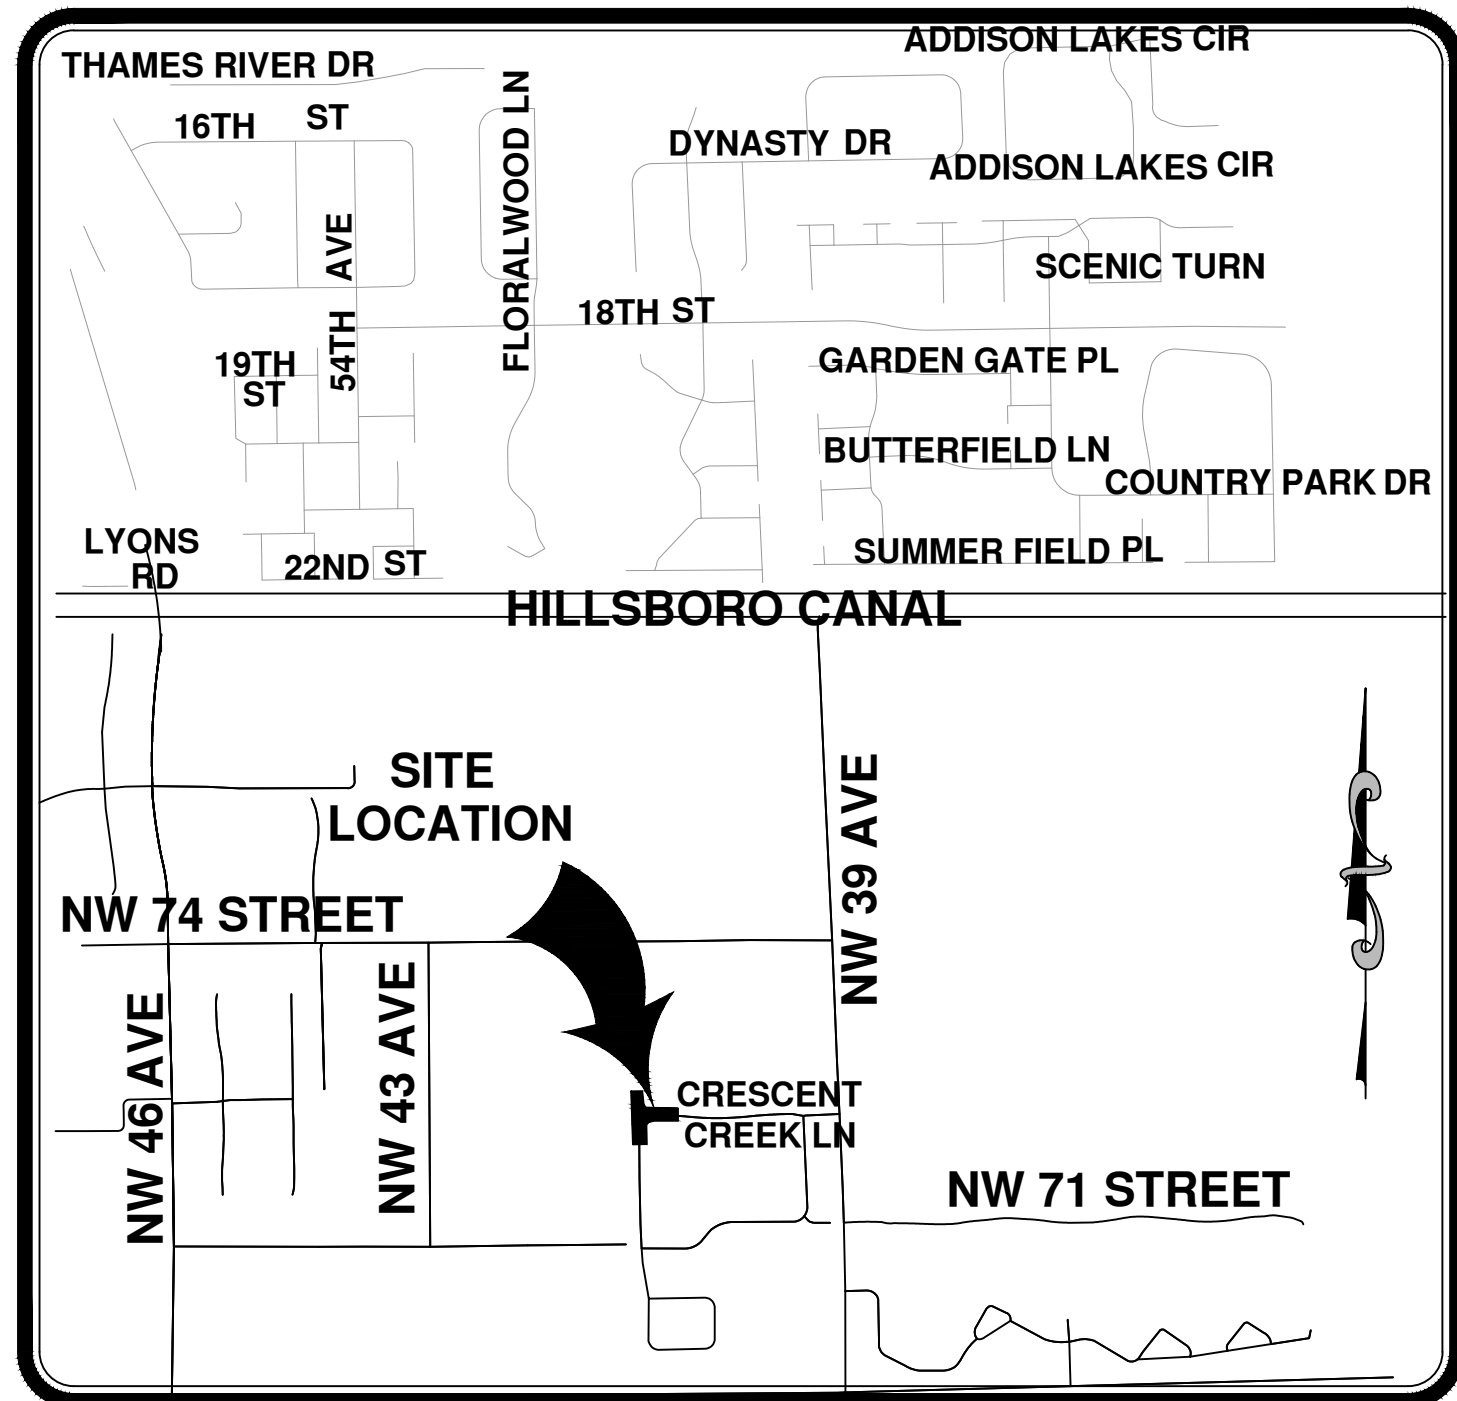 ADDISON LAKES CIR
THAMES RIVER DR
16TH ST
FLORALWOOD LN
DYNASTY DR
ADDISON LAKES CIR
54TH AVE
SCENIC TURN
18TH ST
19TH
ST
GARDEN GATE PL
BUTTERFIELD LN
COUNTRY PARK DR
LYONS
RD
22ND ST
SUMMER FIELD PL
HILLSBORO CANAL
SITE
LOCATION
NW 39 AVE
NW 74 STREET
NW 46 AVE
NW 43 AVE
CRESCENT
CREEK LN
NW 71 STREET